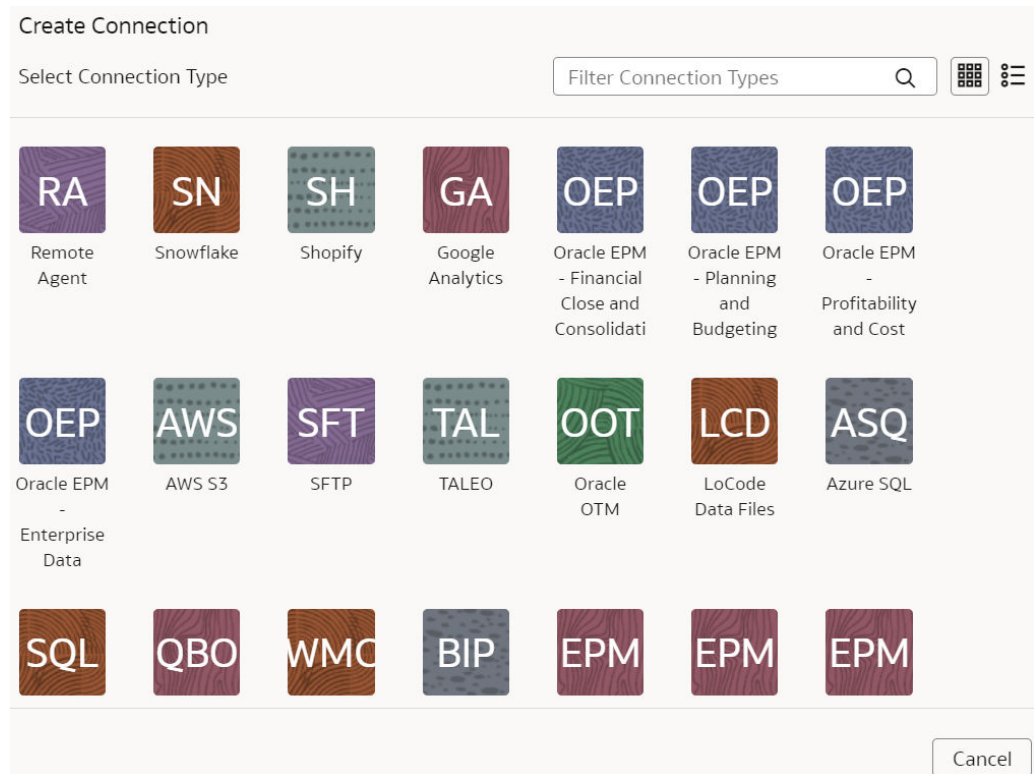 Create Connection
Select Connection Type
Filter Connection Types
RA
SN
SH
GA
OEP
OEP
OEP
Remote
Agent
Snowflake
Shopify
Google
Analytics
Oracle EPM
- Financial
Close and
Consolidati
Oracle EPM
- Planning
and
Budgeting
Oracle EPM
-
Profitability
and Cost
OEP
AWS
SFT
TAL
OOT
LCD
ASQ
Oracle EPM
-
Enterprise
Data
AWS S3
SFTP
TALEO
Oracle
OTM
LoCode
Data Files
Azure SQL
SQL
QBO
WMC
BIP
EPM
EPM
EPM
Cancel